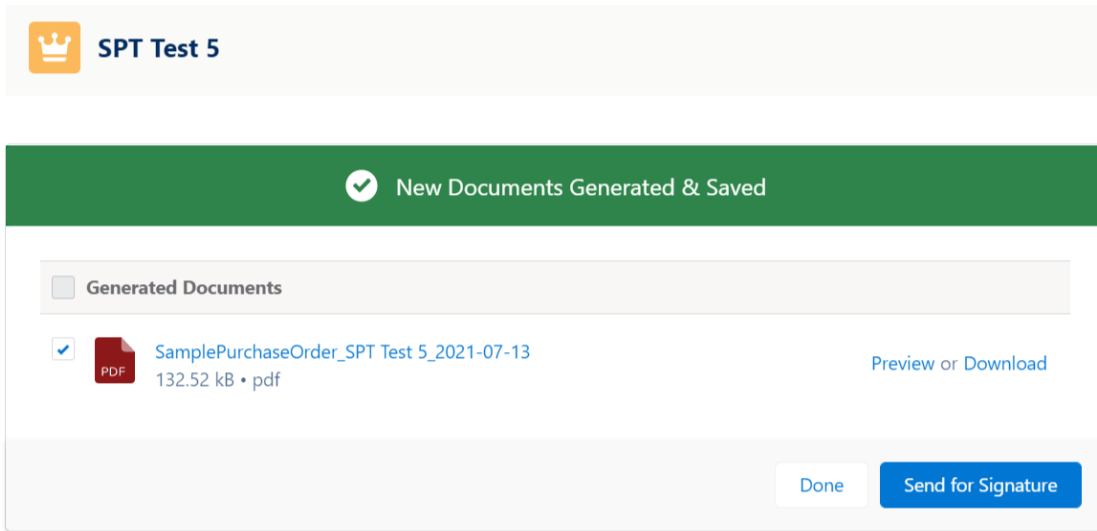 SPT Test 5
New Documents Generated & Saved
Generated Documents
SamplePurchaseOrder_SPT Test 5_2021-07-13
PDF
132.52 kB • pdf
Preview or Download
Done
Send for Signature